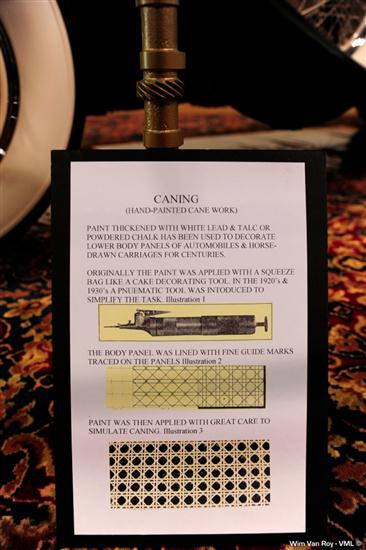 CANING
(HAND-PAINTED CANE WORK)
PAINT THICKENED WITH WHITE LEAD & TALC OR
POWDERED CHALK HAS BEEN USED TO DECORATE
LOWER BODY PANELS OF AUTOMOBILES & HORSE-
DRAWN CARRIAGES FOR CENTURIES.
ORIGINALLY THE PAINT WAS APPLIED WITH A SQUEEZE
BAG LIKE A CAKE DECORATING TOOL. IN THE 1920's &
1930's A PNUEMATIC TOOL WAS INTODUCED TO
SIMPLIFY THE TASK. Illustration 1
THE BODY PANEL WAS LINED WITH FINE GUIDE MARKS
TRACED ON THE PANELS Illustration 2
PAINT WAS THEN APPLIED WITH GREAT CARE TO
SIMULATE CANING. Illustration 3
Wim Van Roy - VML ©